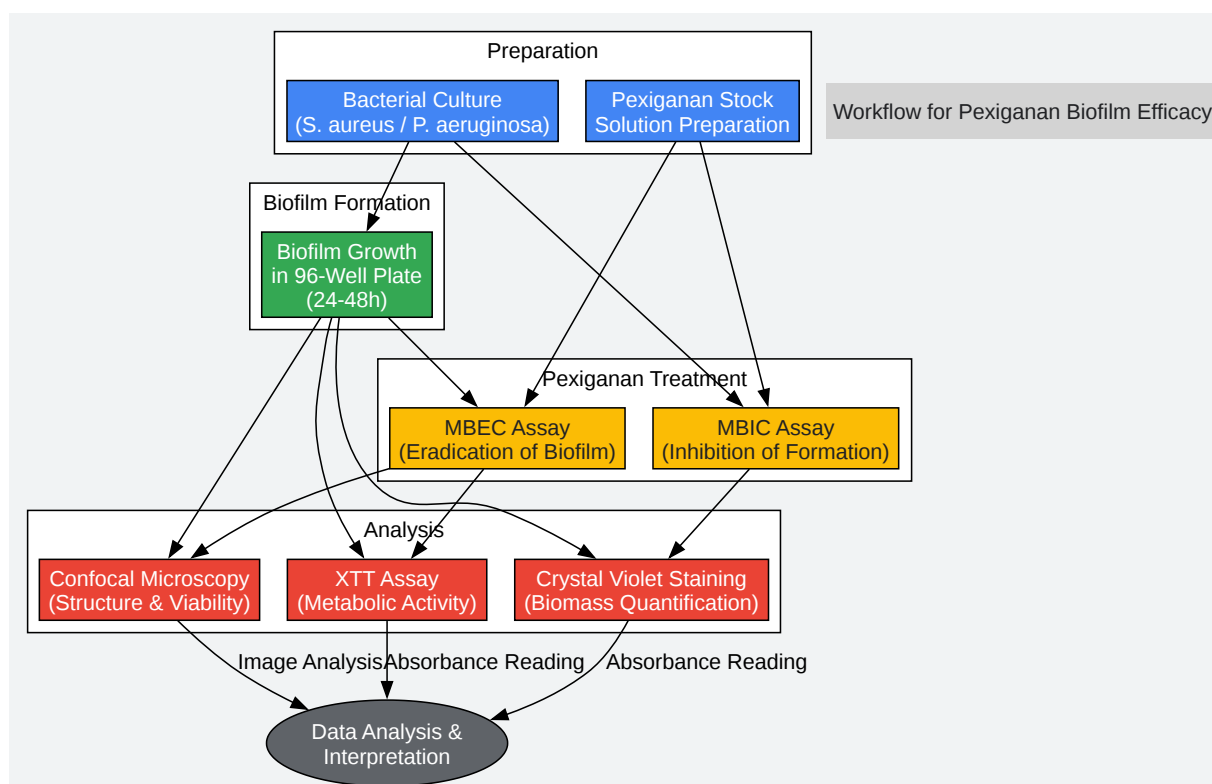 Preparation
Bacterial Culture
(S. aureus / P. aeruginosa)
Pexiganan Stock
Solution Preparation
Workflow for Pexiganan Biofilm Efficacy
Biofilm Formation
Biofilm Growth
in 96-Well Plate
(24-48h)
Pexiganan Treatment
MBEC Assay
(Eradication of Biofilm)
MBIC Assay
(Inhibition of Formation)
Analysis
Confocal Microscopy
(Structure & Viability)
XTT Assay
(Metabolic Activity)
Crystal Violet Staining
(Biomass Quantification)
Image Analysis
Absorbance Reading
Absorbance Reading
Data Analysis &
Interpretation